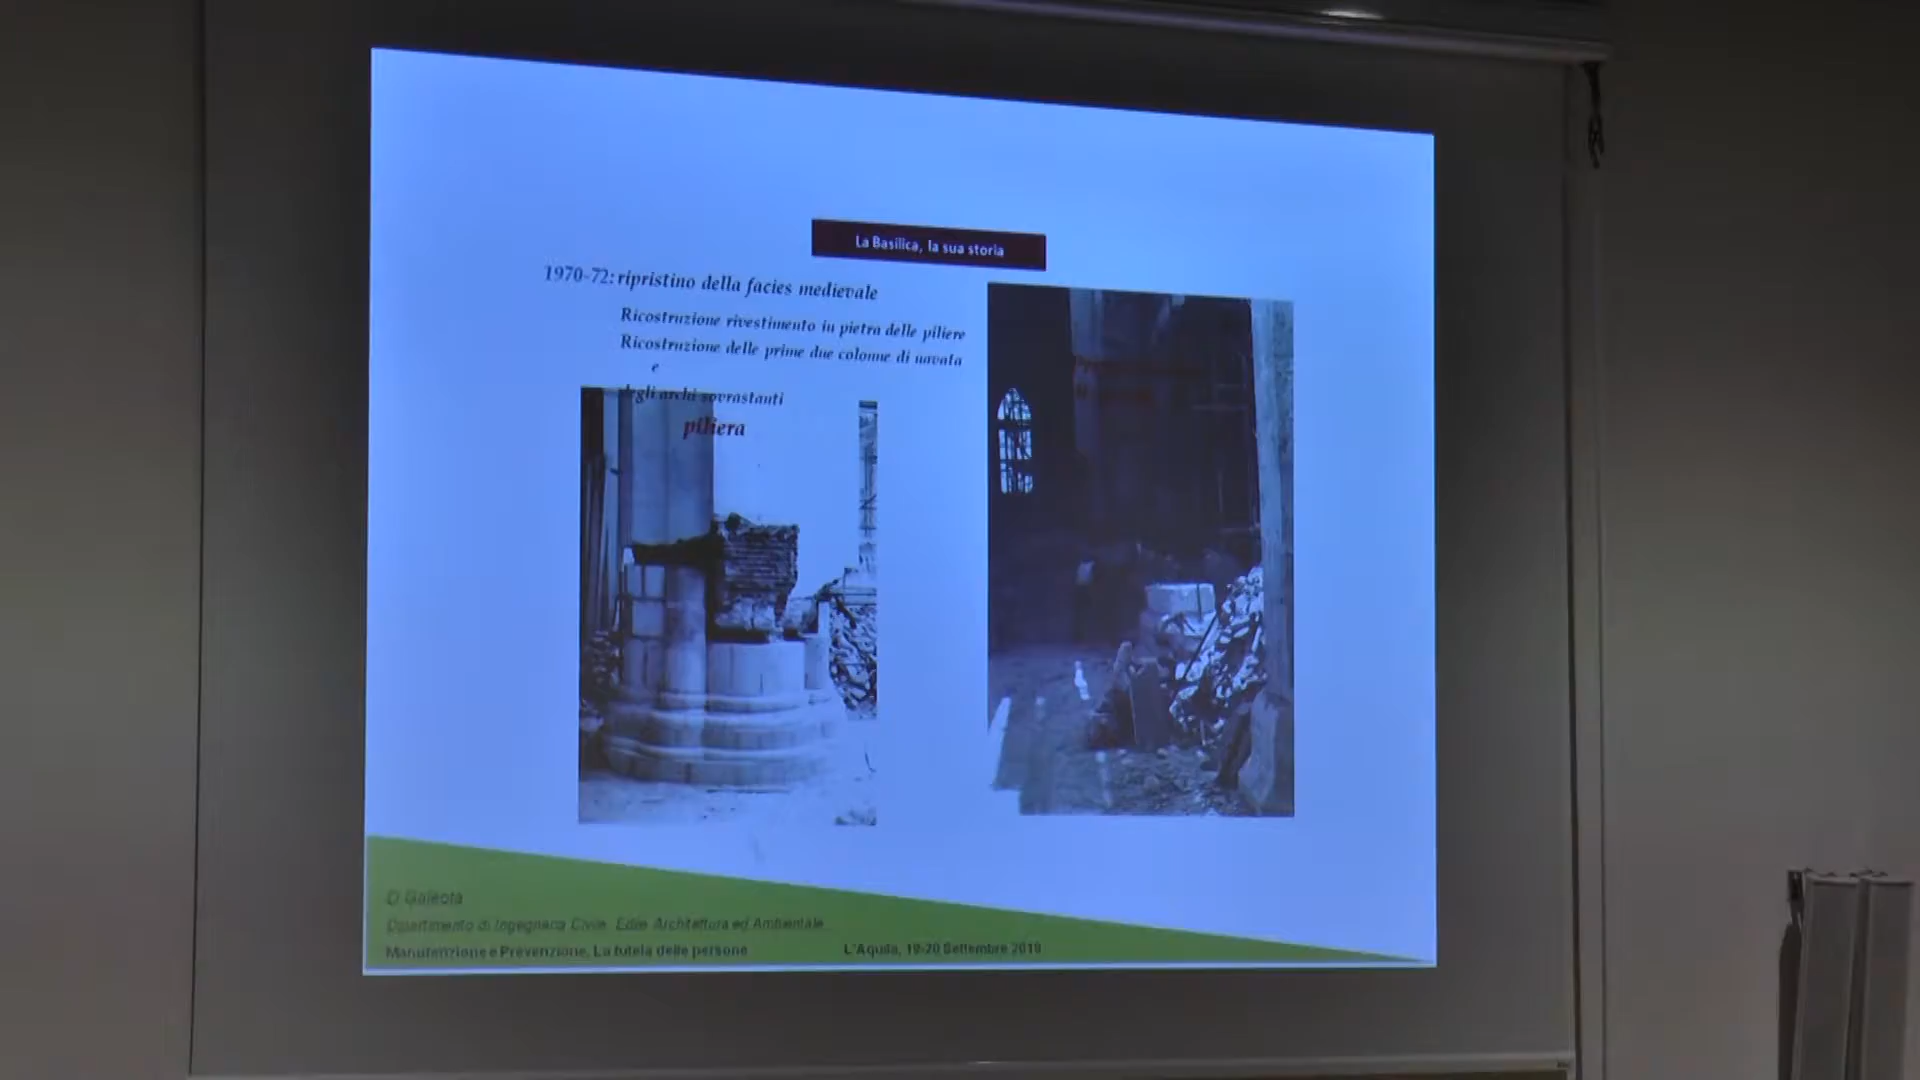 La Basilica, la sua storia
1970-72: ripristino della facies medievale
Ricostruzione rivestimento in pietra delle piliere
Ricostruzione delle prime due colonne di navata
e
degli archi sovrastanti
piliera
D Galeota
Dipartimento di Ingegneria Civile, Edile Architettura ed Ambientale
Manutenzione e Prevenzione, La tutela delle persone
L'Aquila, 19-20 Settembre 2019